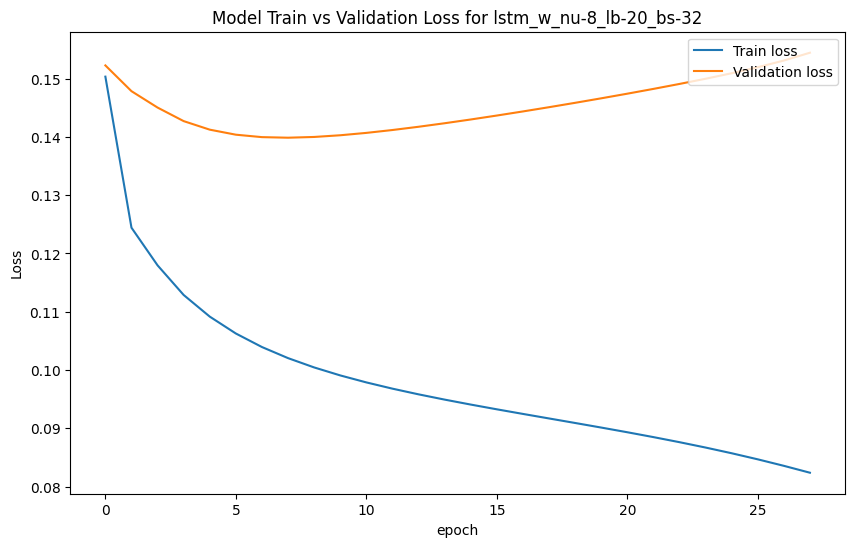 Model Train vs Validation Loss for lstm_w_nu-8_lb-20_bs-32
Train loss
Validation loss
0.15
0.14
0.13
0.12
0.11
0.10
0.09
0.08
Loss
0
5
10
15
20
25
epoch